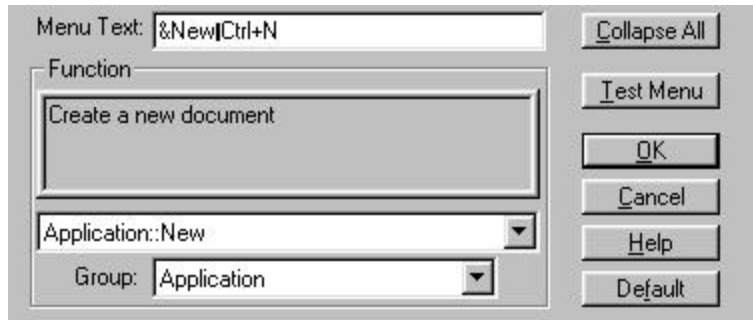 Menu Text: &New▮Ctrl+N
Collapse All
Function
Test Menu
Create a new document
OK
Cancel
Application::New
Help
Group: Application
Default